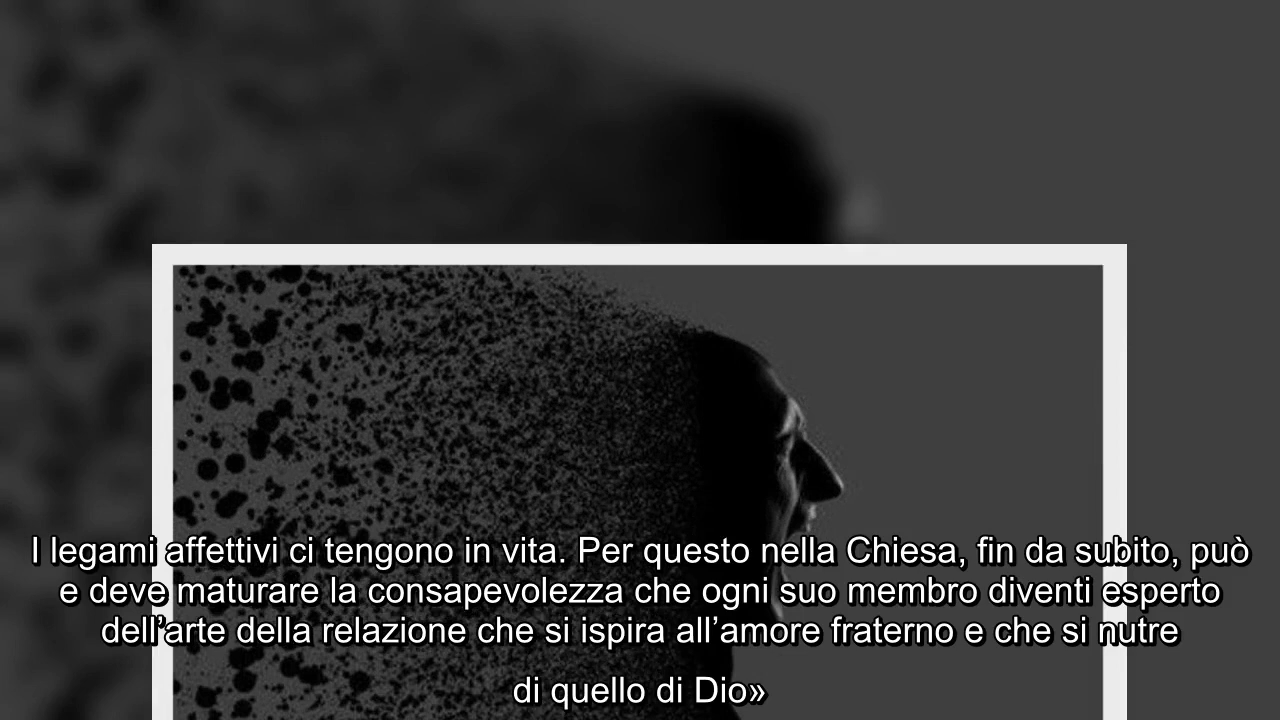 I legami affettivi ci tengono in vita. Per questo nella Chiesa, fin da subito, può
e deve maturare la consapevolezza che ogni suo membro diventi esperto
dell’arte della relazione che si ispira all’amore fraterno e che si nutre
di quello di Dio»